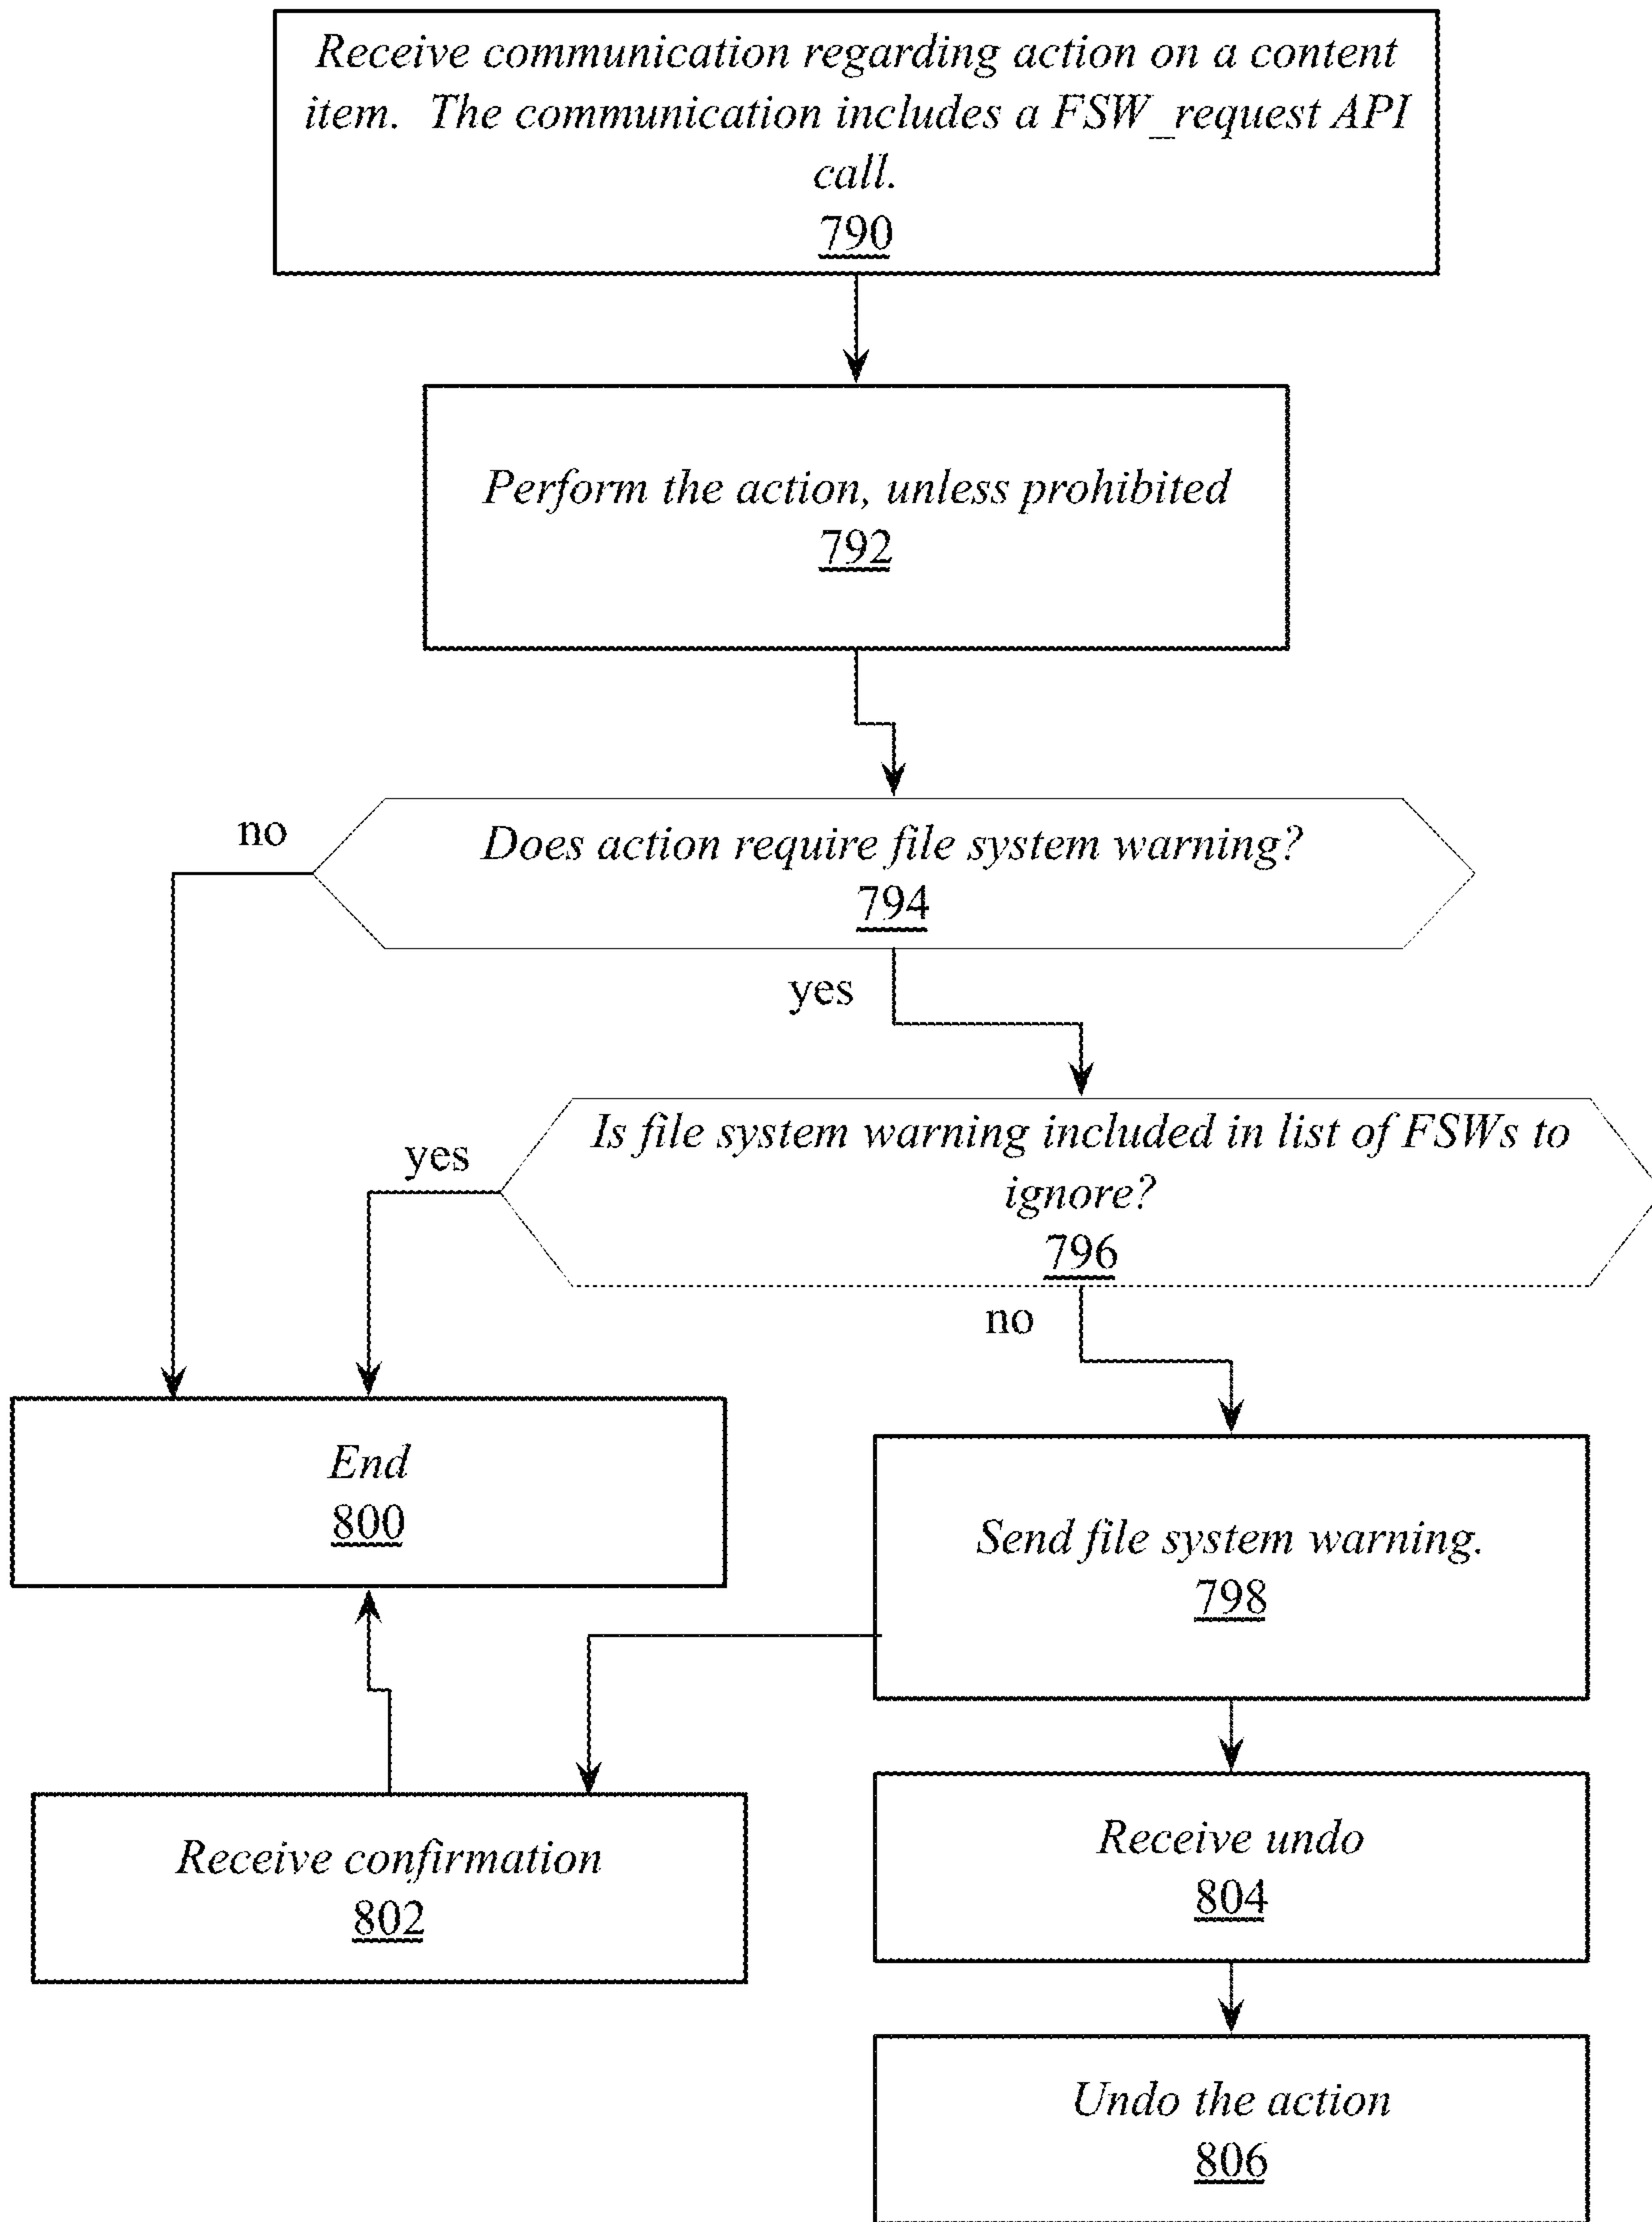 Receive communication regarding action on a content
item.  The communication includes a FSW_request API
call.
790
Perform the action, unless prohibited
792
no
Does action require file system warning?
794
yes
yes
Is file system warning included in list of FSWs to
ignore?
796
no
End
800
Send file system warning.
798
Receive confirmation
802
Receive undo
804
Undo the action
806